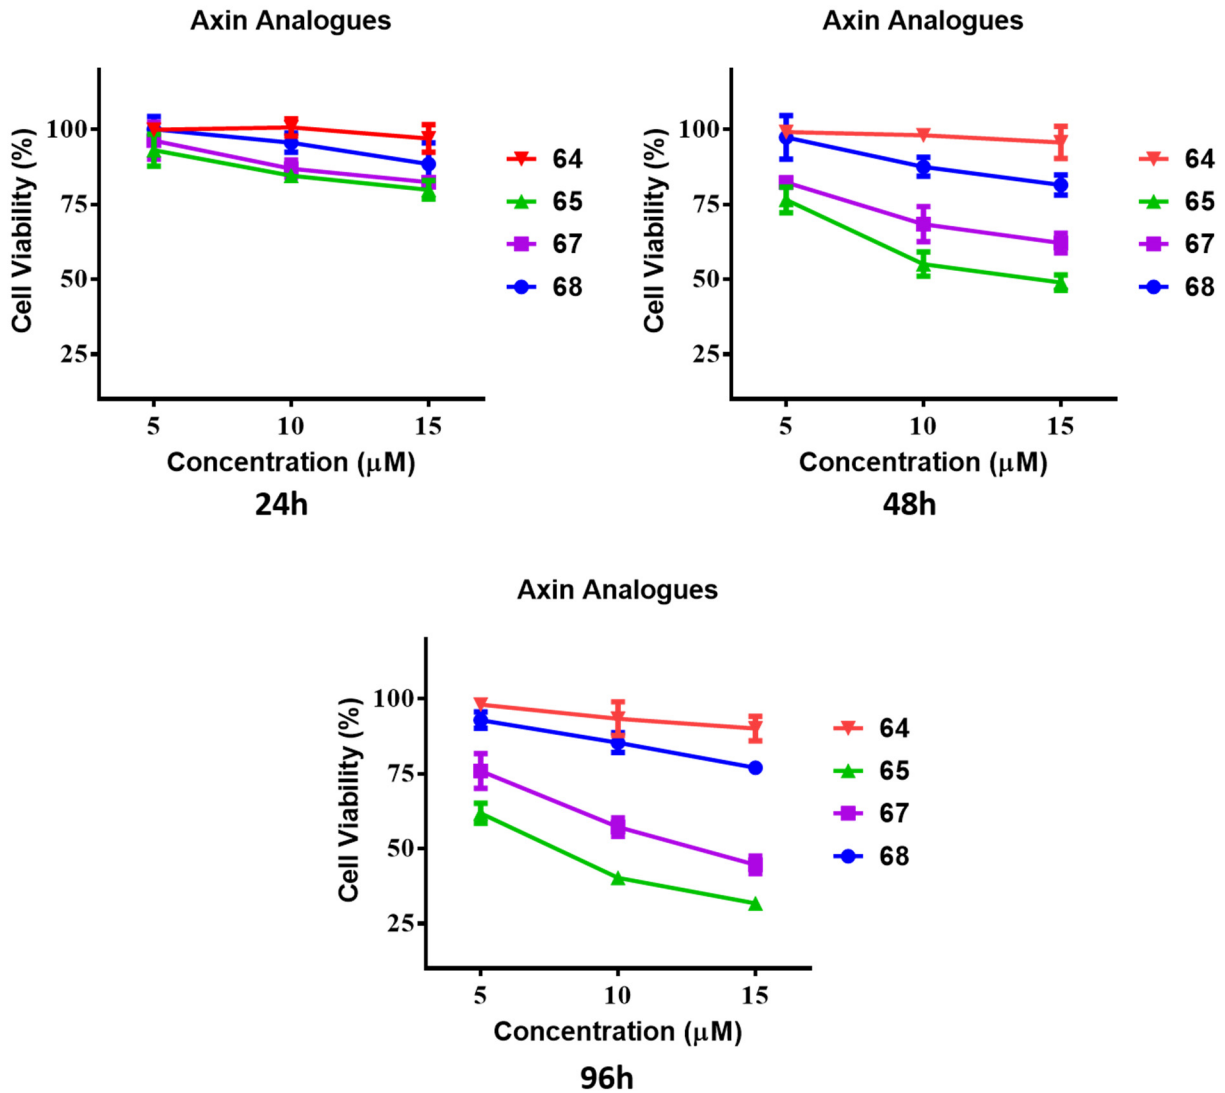 Axin Analogues
Cell Viability (%)
100
75
50
25
5 10 15
Concentration (μM)
64
65
67
68
24h
Axin Analogues
Cell Viability (%)
100
75
50
25
5 10 15
Concentration (μM)
64
65
67
68
48h
Axin Analogues
Cell Viability (%)
100
75
50
25
5 10 15
Concentration (μM)
64
65
67
68
96h